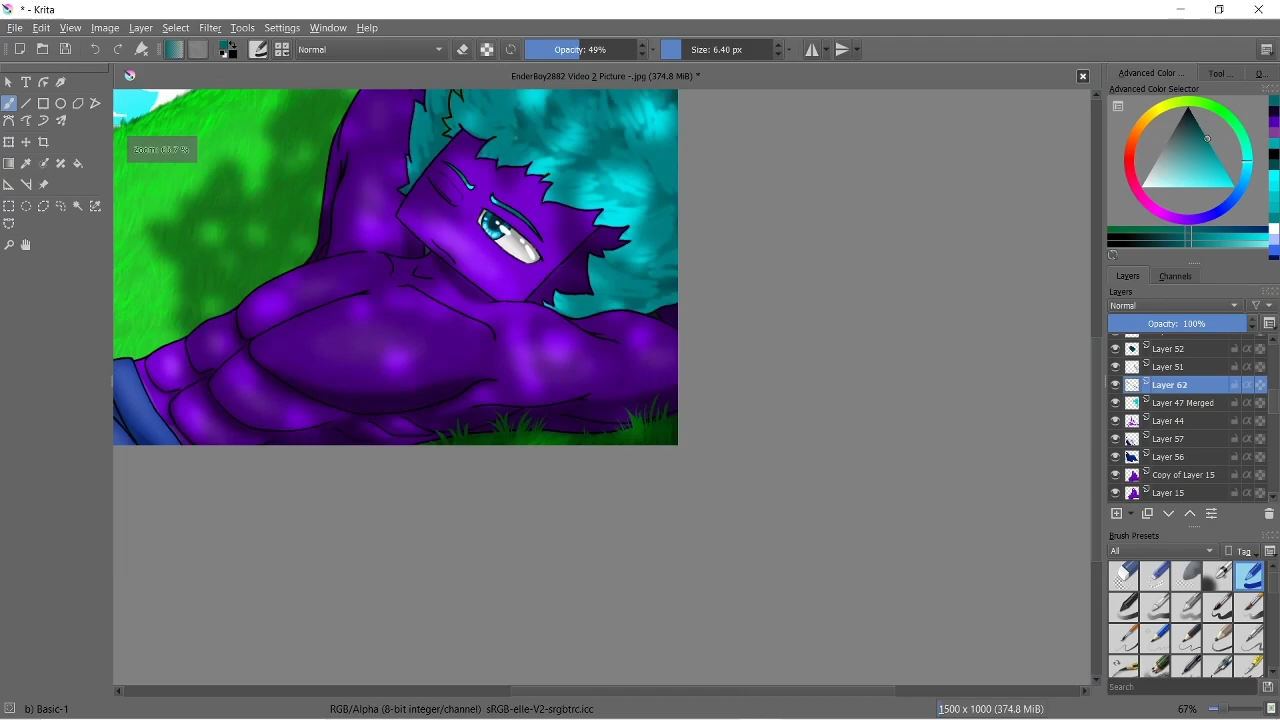 * - Krita
File Edit View Image Layer Select Filter Tools Settings Window Help
Normal Opacity: 49% Size: 6.40 px
EnderBoy2882 Video 2 Picture -.jpg (374.8 MiB) *
Advanced Color ... Tool ... O...
Advanced Color Selector
Zoom: 66.7 %
Layers Channels
Layers
Normal
Opacity: 100%
Layer 52
Layer 51
Layer 62
Layer 47 Merged
Layer 44
Layer 57
Layer 56
Copy of Layer 15
Layer 15
Brush Presets
All Tag
Search
b) Basic-1 RGB/Alpha (8-bit integer/channel) sRGB-elle-V2-srgbtrc.icc 1500 x 1000 (374.8 MiB) 67%